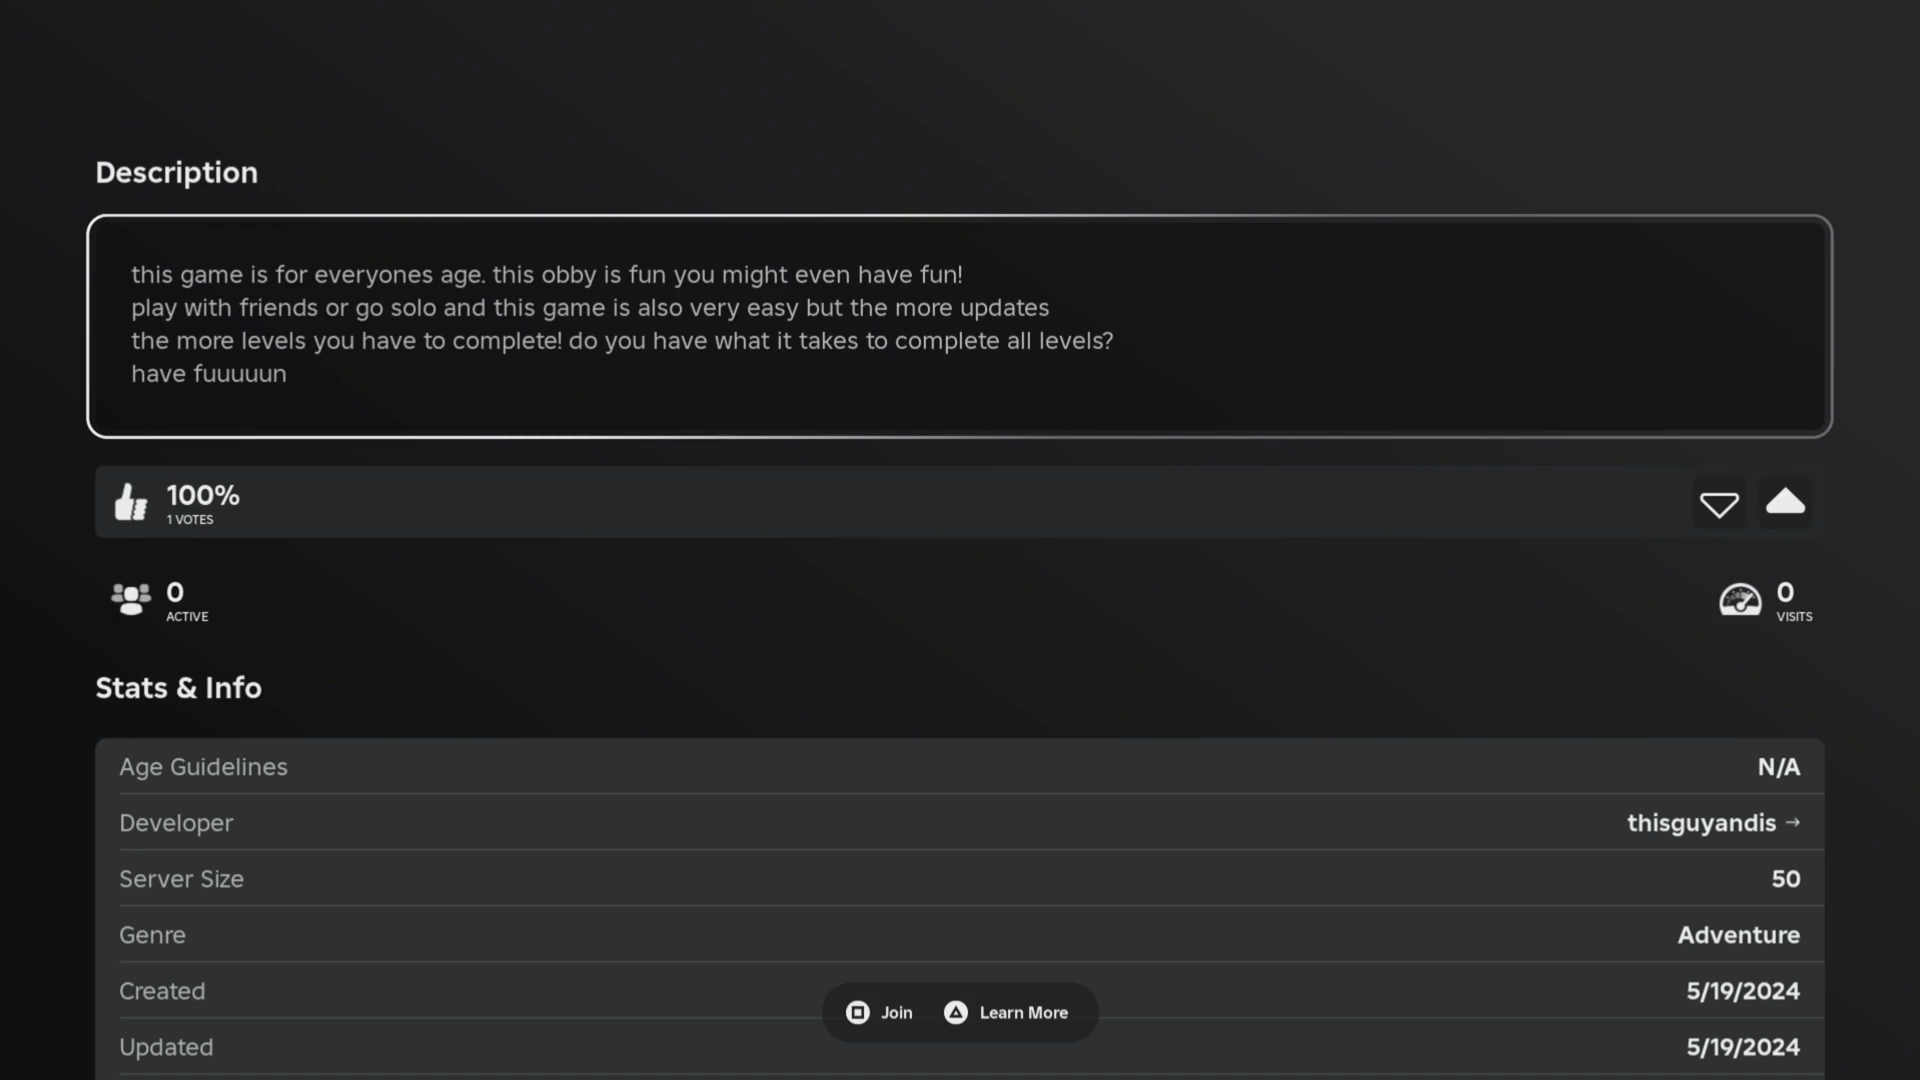 Description
this game is for everyones age. this obby is fun you might even have fun!
play with friends or go solo and this game is also very easy but the more updates
the more levels you have to complete! do you have what it takes to complete all levels?
have fuuuuun
100%
1 VOTES
0
ACTIVE
0
VISITS
Stats & Info
Age Guidelines N/A
Developer thisguyandis →
Server Size 50
Genre Adventure
Created 5/19/2024
Join Learn More
Updated 5/19/2024